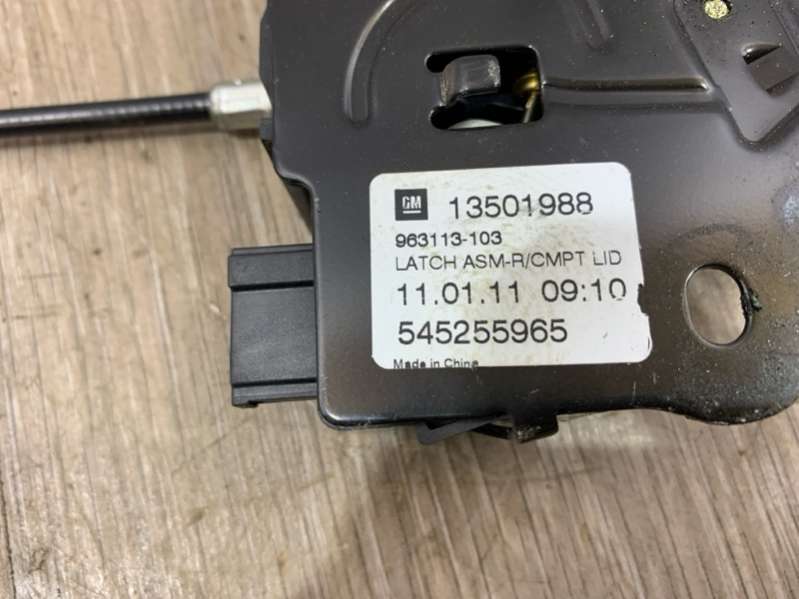 GM 13501988
963113-103
LATCH ASM-R/CMPT LID
11.01.11 09:10
545255965
Made in China